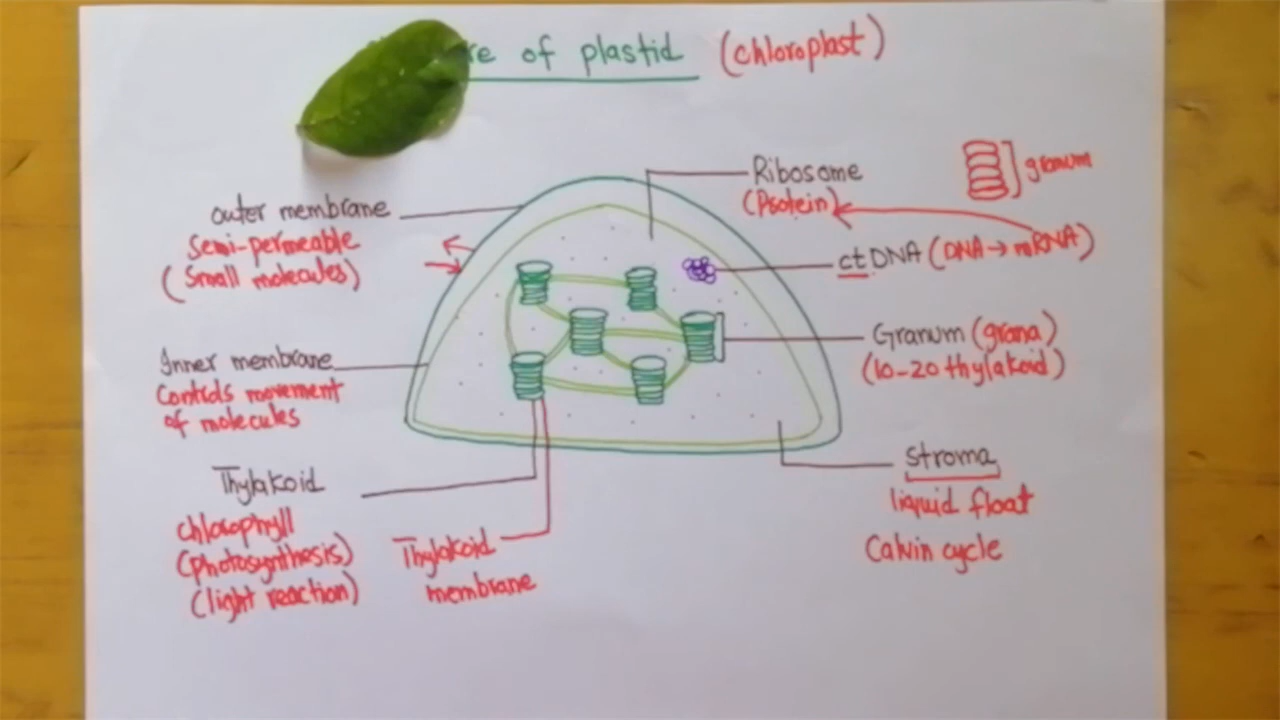 re of plastid (chloroplast)
Ribosome
(Protein)
granum
outer membrane
Semi-permeable
(Small molecules)
ctDNA (DNA→mRNA)
Granum (grana)
(10-20 thylakoid)
Inner membrane
Controls movement
of molecules
Thylakoid
chlorophyll
(photosynthesis)
(light reaction)
Thylakoid
membrane
Stroma
liquid float
Calvin cycle